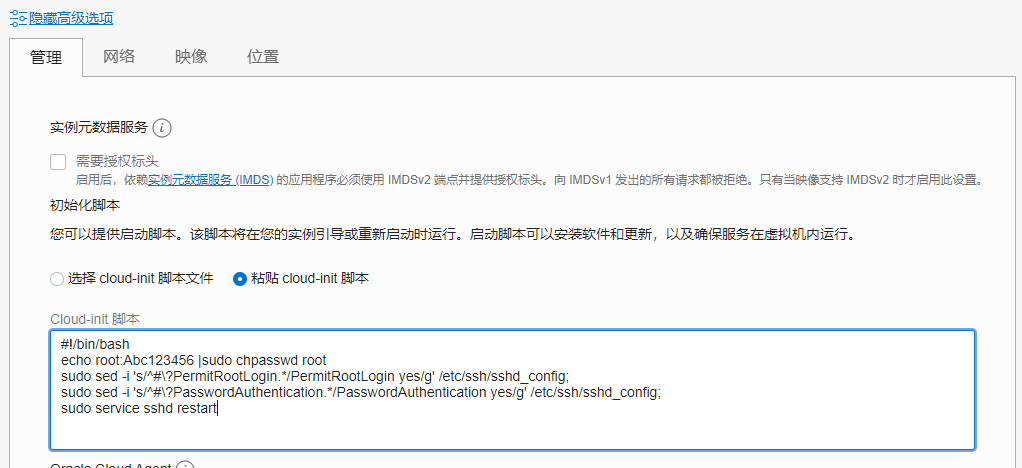 隐藏高级选项
管理 网络 映像 位置
实例元数据服务 i
需要授权标头
启用后，依赖实例元数据服务 (IMDS) 的应用程序必须使用 IMDSv2 端点并提供授权标头。向 IMDSv1 发出的所有请求都被拒绝。只有当映像支持 IMDSv2 时才启用此设置。
初始化脚本
您可以提供启动脚本。该脚本将在您的实例引导或重新启动时运行。启动脚本可以安装软件和更新，以及确保服务在虚拟机内运行。
选择 cloud-init 脚本文件 粘贴 cloud-init 脚本
Cloud-init 脚本
#!/bin/bash
echo root:Abc123456 |sudo chpasswd root
sudo sed -i 's/^#\?PermitRootLogin.*/PermitRootLogin yes/g' /etc/ssh/sshd_config;
sudo sed -i 's/^#\?PasswordAuthentication.*/PasswordAuthentication yes/g' /etc/ssh/sshd_config;
sudo service sshd restart
Oracle Cloud Agent